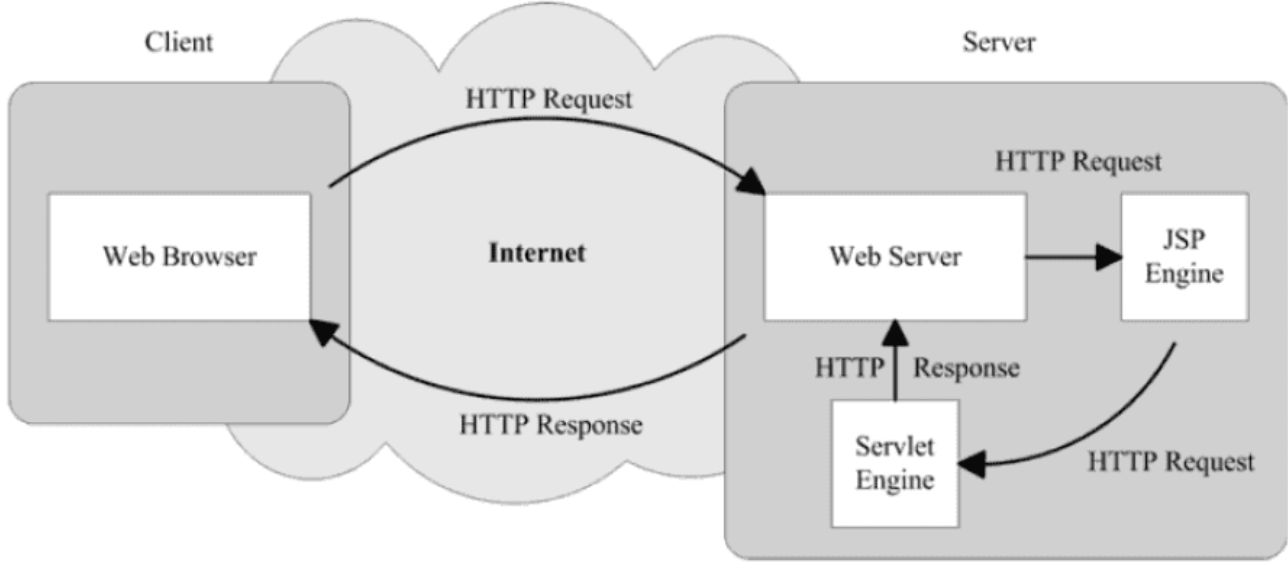 Client
Server
HTTP Request
HTTP Request
Web Browser
Internet
Web Server
JSP
Engine
HTTP Response
HTTP Response
Servlet
Engine
HTTP Request